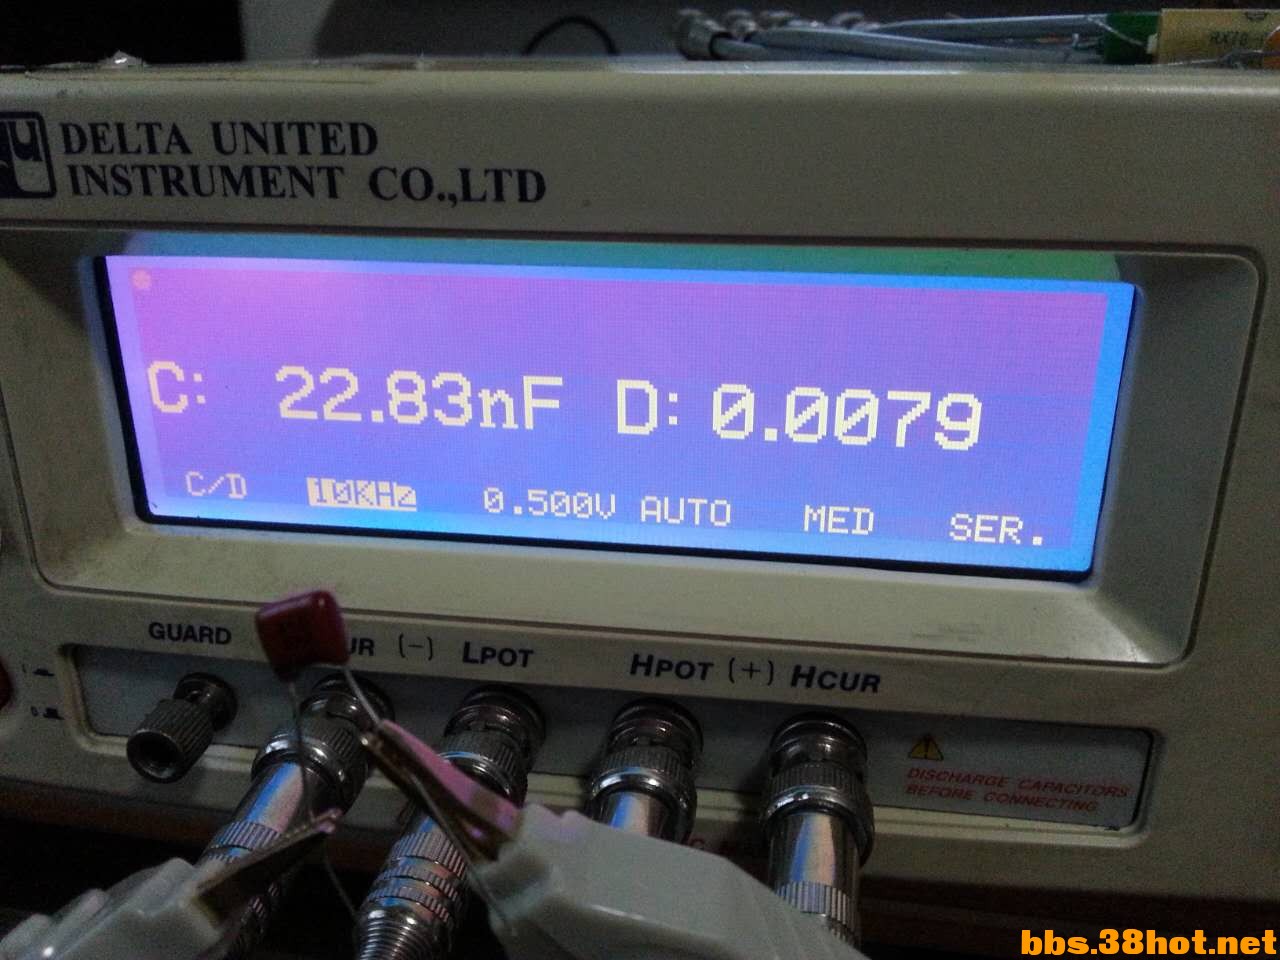 DELTA UNITED
INSTRUMENT CO.,LTD
C: 22.83nF D: 0.0079
C/D 10KHz 0.500V AUTO MED SER.
GUARD UR (-) LPOT HPOT (+) HCUR
DISCHARGE CAPACITORS
BEFORE CONNECTING
bbs.38hot.net